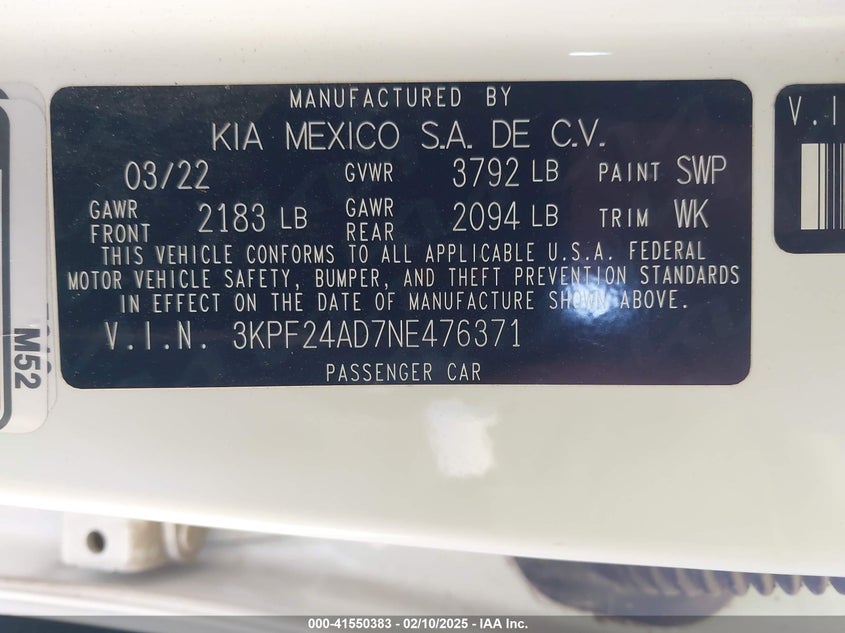 MANUFACTURED BY
KIA MEXICO S.A. DE C.V.
03/22 GVWR 3792 LB PAINT SWP
GAWR FRONT 2183 LB GAWR REAR 2094 LB TRIM WK
THIS VEHICLE CONFORMS TO ALL APPLICABLE U.S.A. FEDERAL
MOTOR VEHICLE SAFETY, BUMPER, AND THEFT PREVENTION STANDARDS
IN EFFECT ON THE DATE OF MANUFACTURE SHOWN ABOVE.
V.I.N. 3KPF24AD7NE476371
PASSENGER CAR
V.I
M52
000-41550383 - 02/10/2025 - IAA Inc.